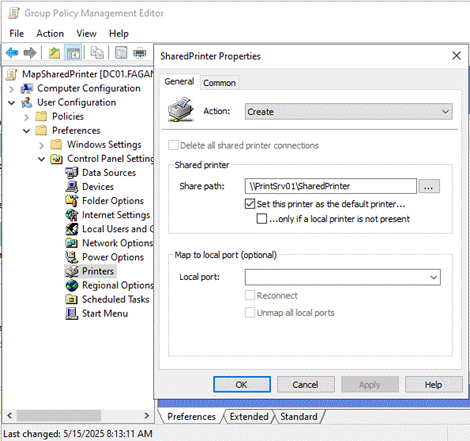 Group Policy Management Editor
File Action View Help
MapSharedPrinter [DC01.FAGAN
Computer Configuration
User Configuration
Policies
Preferences
Windows Settings
Control Panel Setting
Data Sources
Devices
Folder Options
Internet Settings
Local Users and G
Network Options
Power Options
Printers
Regional Options
Scheduled Tasks
Start Menu
SharedPrinter Properties
General Common
Action: Create
Delete all shared printer connections
Shared printer
Share path: \\PrintSrv01\SharedPrinter ...
Set this printer as the default printer...
...only if a local printer is not present
Map to local port (optional)
Local port:
Reconnect
Unmap all local ports
OK Cancel Apply Help
Preferences Extended Standard
Last changed: 5/15/2025 8:13:11 AM